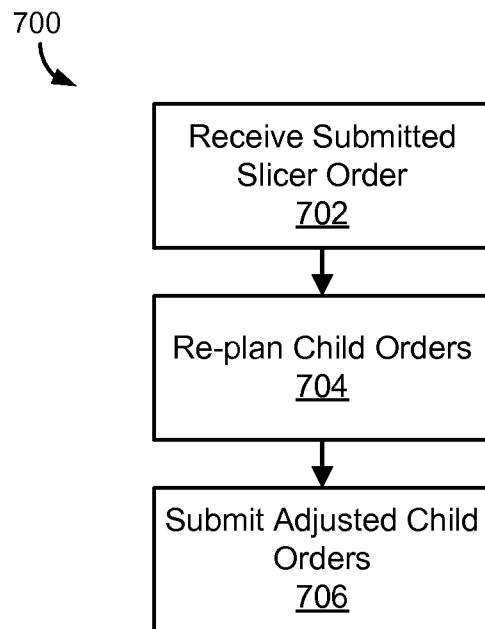 700
Receive Submitted
Slicer Order
702
Re-plan Child Orders
704
Submit Adjusted Child
Orders
706